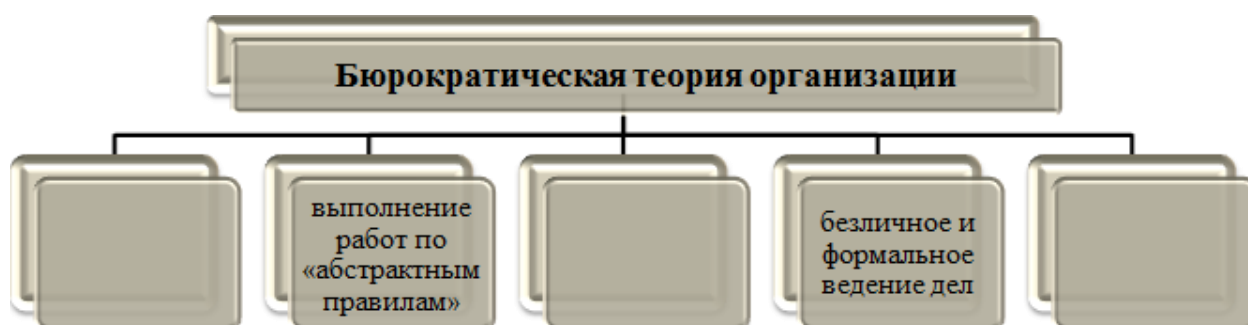 Бюрократическая теория организации
выполнение
работ по
«абстрактным
правилам»
безличное и
формальное
ведение дел